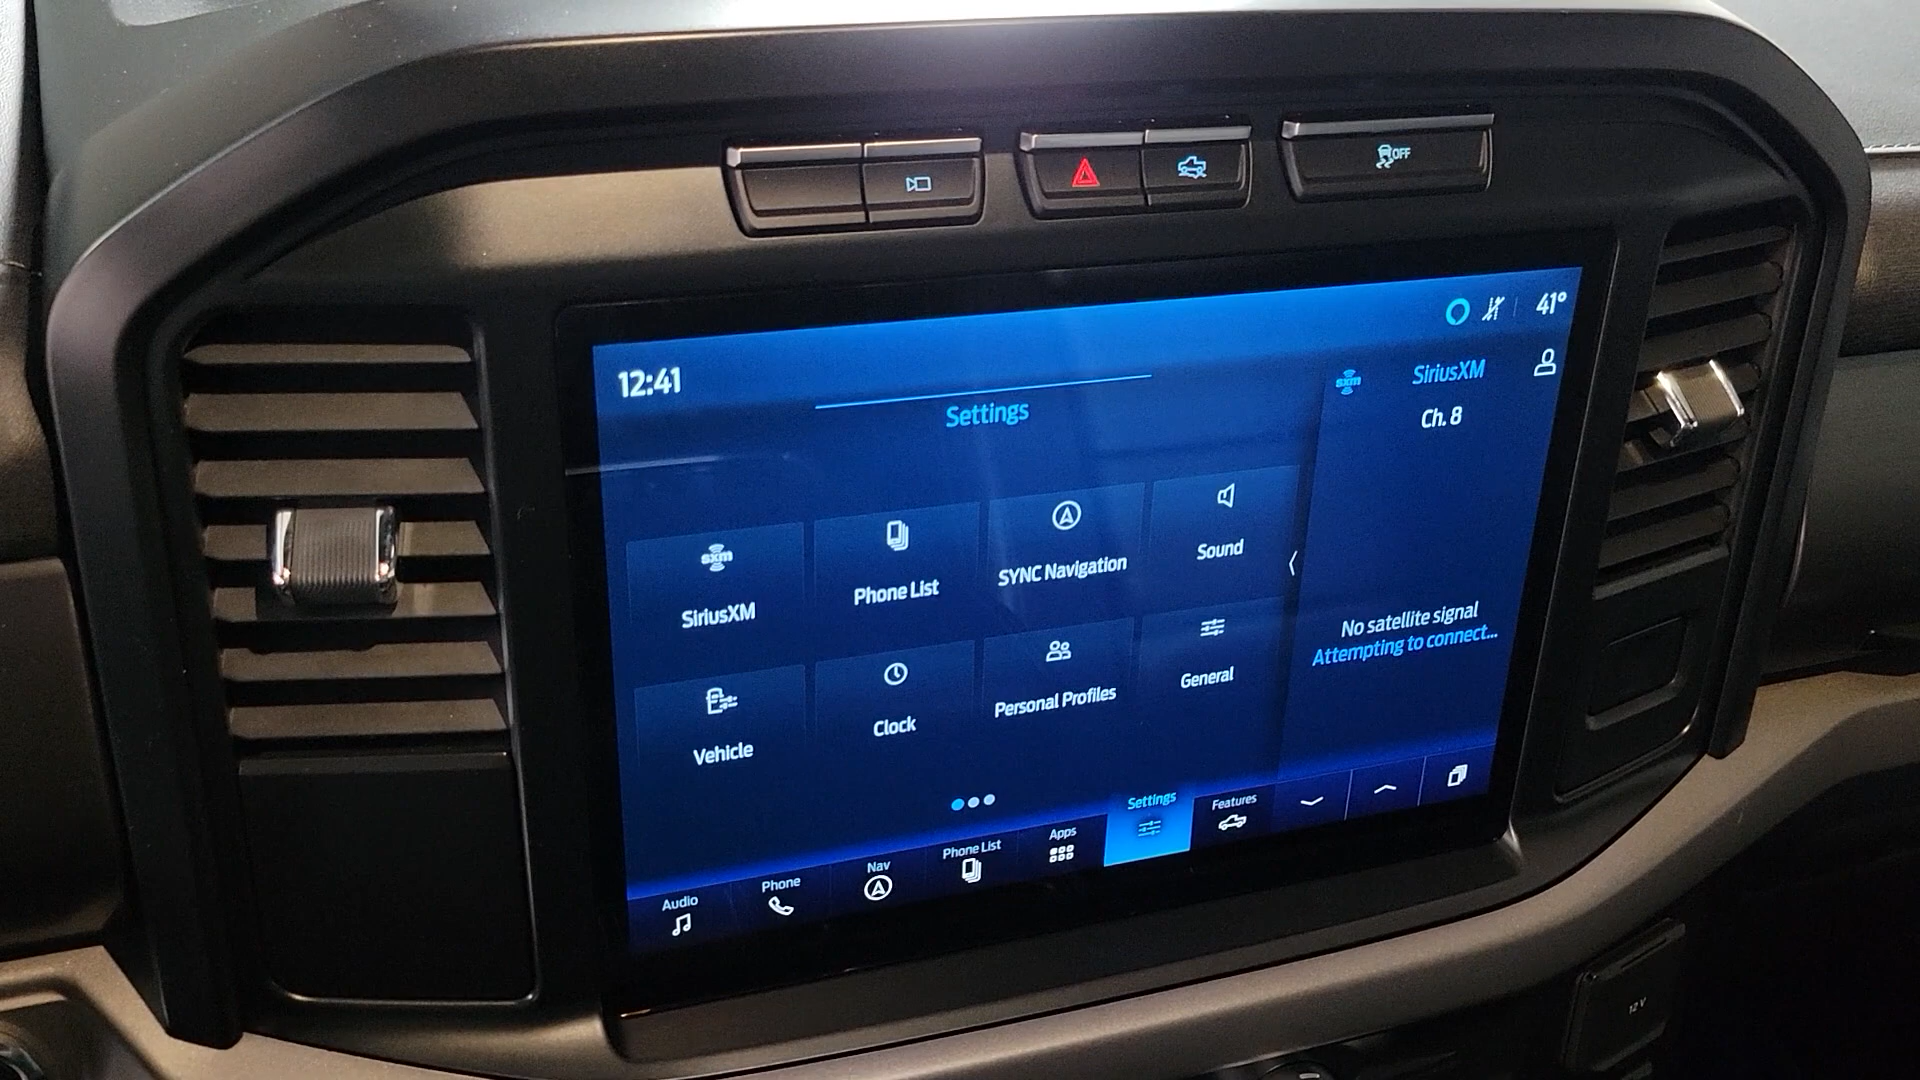 OFF
41°
12:41
Settings
sxm
SiriusXM
Ch. 8
sxm
SiriusXM
Phone List
SYNC Navigation
Sound
No satellite signal
Attempting to connect...
Vehicle
Clock
Personal Profiles
General
Audio
Phone
Nav
Phone List
Apps
Settings
Features
12V